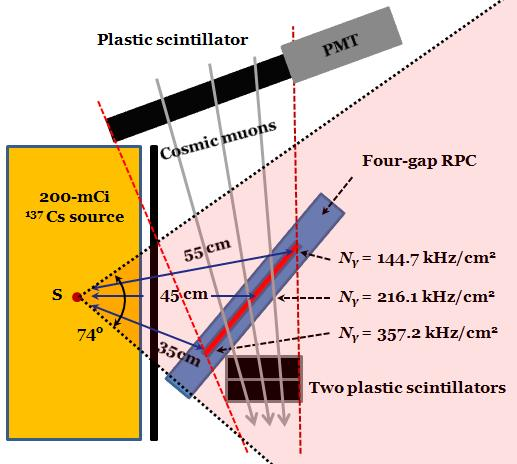 Plastic scintillator
PMT
Cosmic muons
Four-gap RPC
200-mCi
¹³⁷ Cs source
55 cm
Nγ = 144.7 kHz/cm²
S
45 cm
Nγ = 216.1 kHz/cm²
74°
35cm
Nγ = 357.2 kHz/cm²
Two plastic scintillators